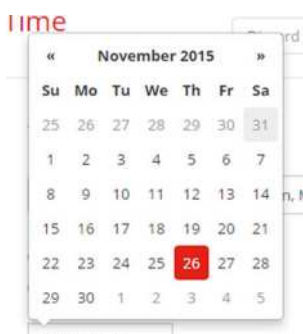 Time
« November 2015 »
Su Mo Tu We Th Fr Sa
25 26 27 28 29 30 31
1 2 3 4 5 6 7
8 9 10 11 12 13 14
15 16 17 18 19 20 21
22 23 24 25 26 27 28
29 30 1 2 3 4 5